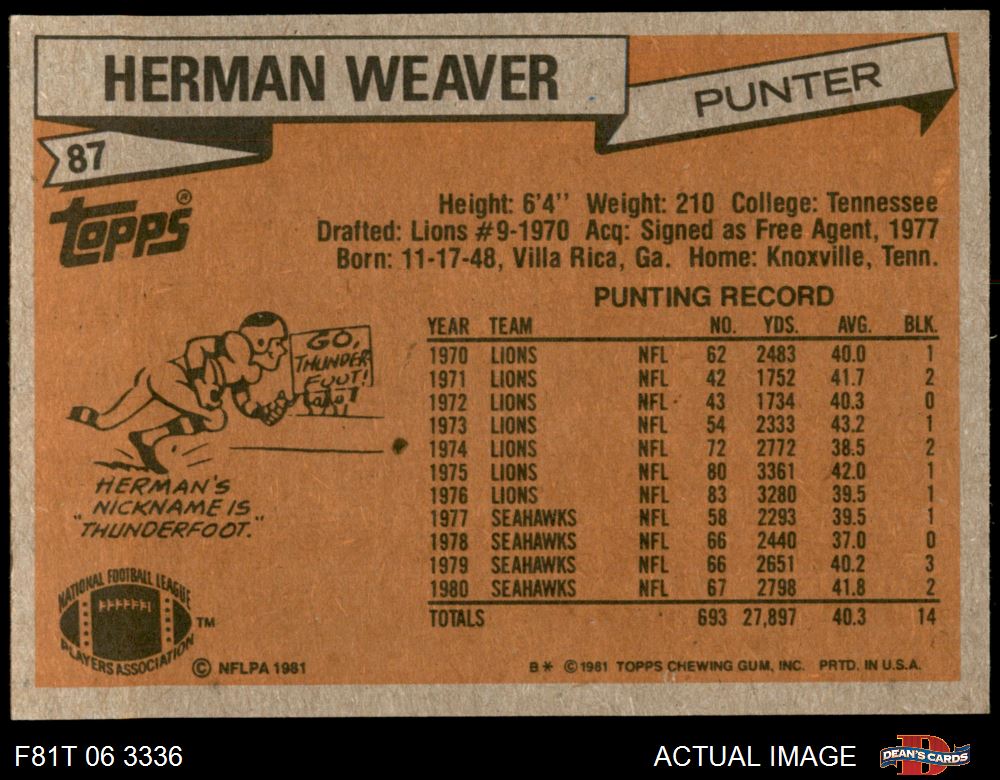 HERMAN WEAVER
PUNTER
87
TOPPS®
Height: 6'4'' Weight: 210 College: Tennessee
Drafted: Lions #9-1970 Acq: Signed as Free Agent, 1977
Born: 11-17-48, Villa Rica, Ga. Home: Knoxville, Tenn.
PUNTING RECORD
YEAR TEAM NO. YDS. AVG. BLK.
1970 LIONS NFL 62 2483 40.0 1
1971 LIONS NFL 42 1752 41.7 2
1972 LIONS NFL 43 1734 40.3 0
1973 LIONS NFL 54 2333 43.2 1
1974 LIONS NFL 72 2772 38.5 2
1975 LIONS NFL 80 3361 42.0 1
1976 LIONS NFL 83 3280 39.5 1
1977 SEAHAWKS NFL 58 2293 39.5 1
1978 SEAHAWKS NFL 66 2440 37.0 0
1979 SEAHAWKS NFL 66 2651 40.2 3
1980 SEAHAWKS NFL 67 2798 41.8 2
TOTALS 693 27,897 40.3 14
GO,
THUNDER
FOOT!
HERMAN'S
NICKNAME IS
"THUNDERFOOT."
NATIONAL FOOTBALL LEAGUE
PLAYERS ASSOCIATION
TM
© NFLPA 1981
B* © 1981 TOPPS CHEWING GUM, INC. PRTD. IN U.S.A.
F81T 06 3336
ACTUAL IMAGE
DEAN'S CARDS